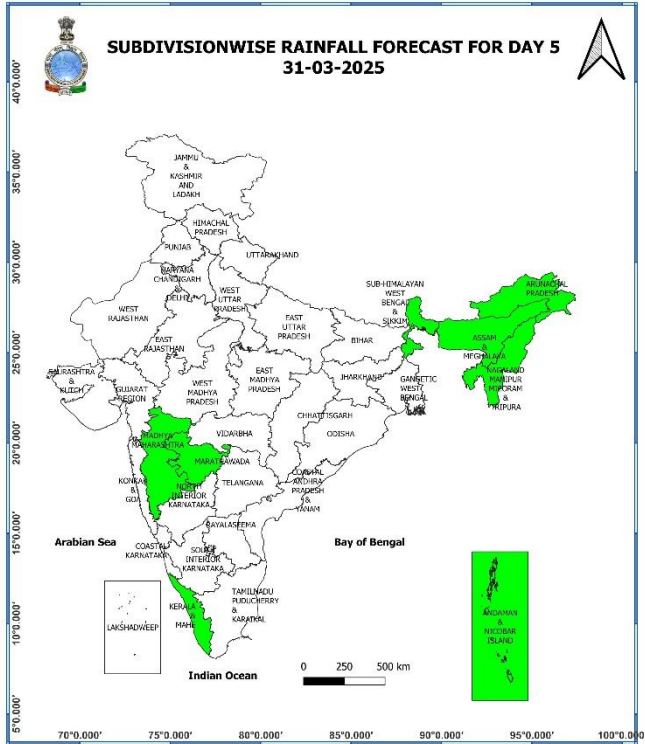 SUBDIVISIONWISE RAINFALL FORECAST FOR DAY 5
31-03-2025
40°0.000'
35°0.000'
30°0.000'
25°0.000'
20°0.000'
15°0.000'
10°0.000'
5°0.000'
JAMMU
&
KASHMIR
AND
LADAKH
HIMACHAL
PRADESH
PUNJAB
UTTARAKHAND
HARYANA
CHANDIGARH
&
DELHI
WEST
UTTAR
PRADESH
WEST
RAJASTHAN
EAST
RAJASTHAN
EAST
UTTAR
PRADESH
BIHAR
SUB-HIMALAYAN
WEST
BENGAL
&
SIKKIM
ARUNACHAL
PRADESH
ASSAM
&
MEGHALAYA
NAGALAND
MANIPUR
MIZORAM
&
TRIPURA
SAURASHTRA
&
KUTCH
GUJARAT
REGION
WEST
MADHYA
PRADESH
EAST
MADHYA
PRADESH
JHARKHAND
GANGETIC
WEST
BENGAL
CHHATTISGARH
ODISHA
MADHYA
MAHARASHTRA
VIDARBHA
MARATHWADA
KONKAN
&
GOA
NORTH
INTERIOR
KARNATAKA
TELANGANA
COASTAL
ANDHRA
PRADESH
&
YANAM
RAYALASEEMA
COASTAL
KARNATAKA
SOUTH
INTERIOR
KARNATAKA
Arabian Sea
Bay of Bengal
LAKSHADWEEP
KERALA
&
MAHE
TAMILNADU
PUDUCHERRY
&
KARAIKAL
ANDAMAN
&
NICOBAR
ISLAND
Indian Ocean
0 250 500 km
70°0.000' 75°0.000' 80°0.000' 85°0.000' 90°0.000' 95°0.000' 100°0.000'